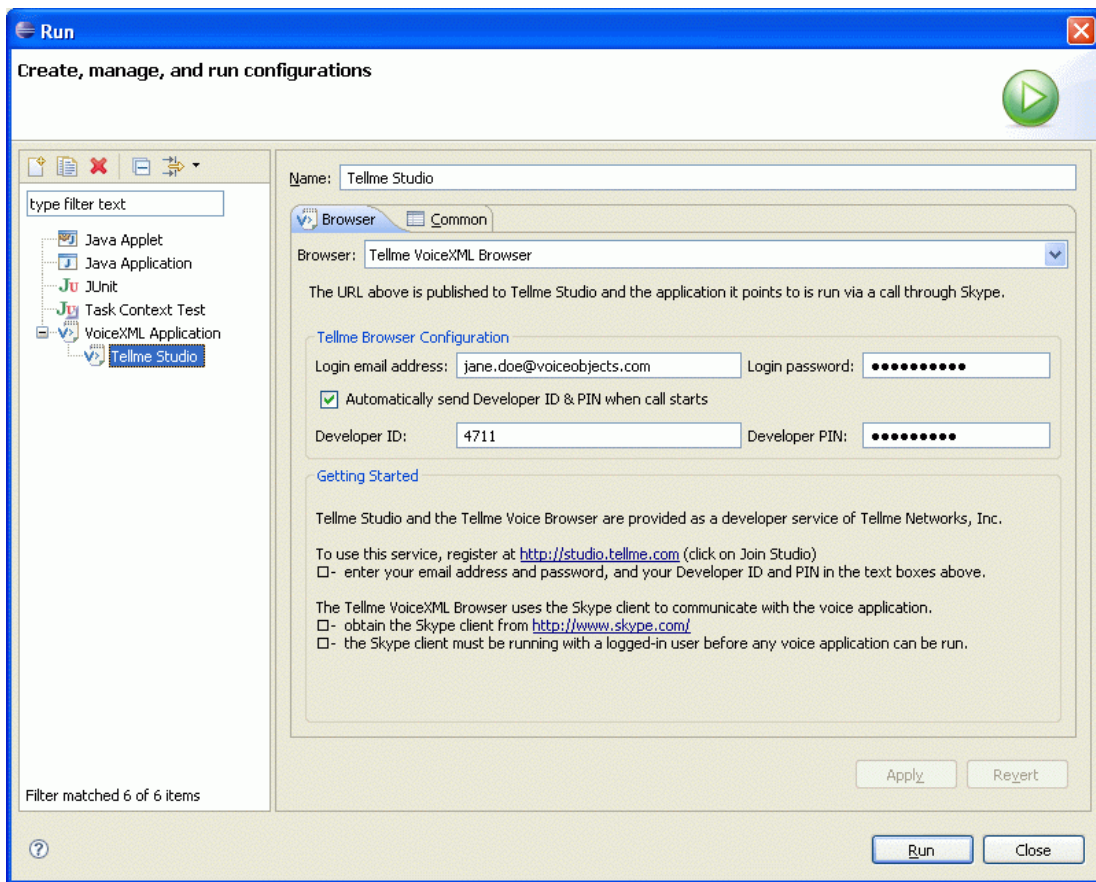 Run
Create, manage, and run configurations
type filter text
Java Applet
Java Application
JUnit
Task Context Test
VoiceXML Application
Tellme Studio
Filter matched 6 of 6 items
Name: Tellme Studio
Browser Common
Browser: Tellme VoiceXML Browser
The URL above is published to Tellme Studio and the application it points to is run via a call through Skype.
Tellme Browser Configuration
Login email address: jane.doe@voiceobjects.com Login password: ●●●●●●●●●●
Automatically send Developer ID & PIN when call starts
Developer ID: 4711 Developer PIN: ●●●●●●●●●
Getting Started
Tellme Studio and the Tellme Voice Browser are provided as a developer service of Tellme Networks, Inc.
To use this service, register at http://studio.tellme.com (click on Join Studio)
□- enter your email address and password, and your Developer ID and PIN in the text boxes above.
The Tellme VoiceXML Browser uses the Skype client to communicate with the voice application.
□- obtain the Skype client from http://www.skype.com/
□- the Skype client must be running with a logged-in user before any voice application can be run.
Apply Revert
Run Close